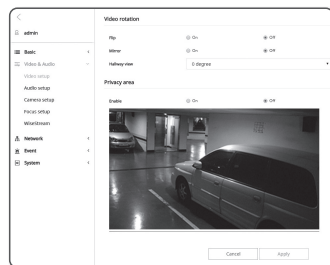 admin
Basic
Video & Audio
Video setup
Audio setup
Camera setup
Focus setup
Wisestream
Network
Event
System
Video rotation
Flip On Off
Mirror On Off
Hallway view 0 degree
Privacy area
Enable On Off
Cancel Apply